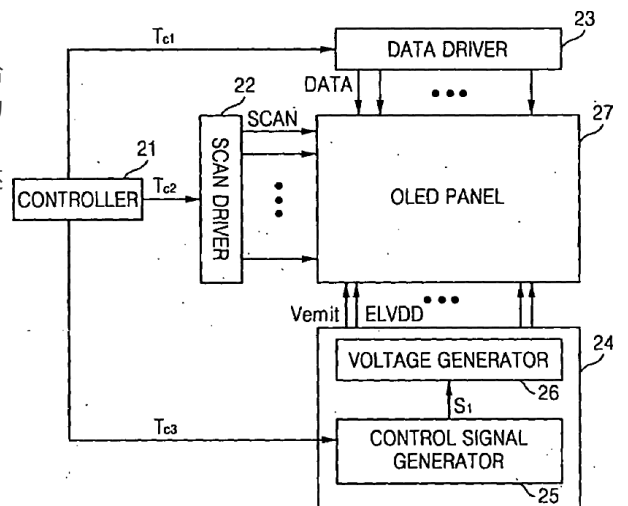 Tc1
23
DATA DRIVER
DATA
22
SCAN
27
21
CONTROLLER
Tc2
SCAN DRIVER
OLED PANEL
Vemit
ELVDD
24
VOLTAGE GENERATOR
26
S1
Tc3
CONTROL SIGNAL
GENERATOR
25